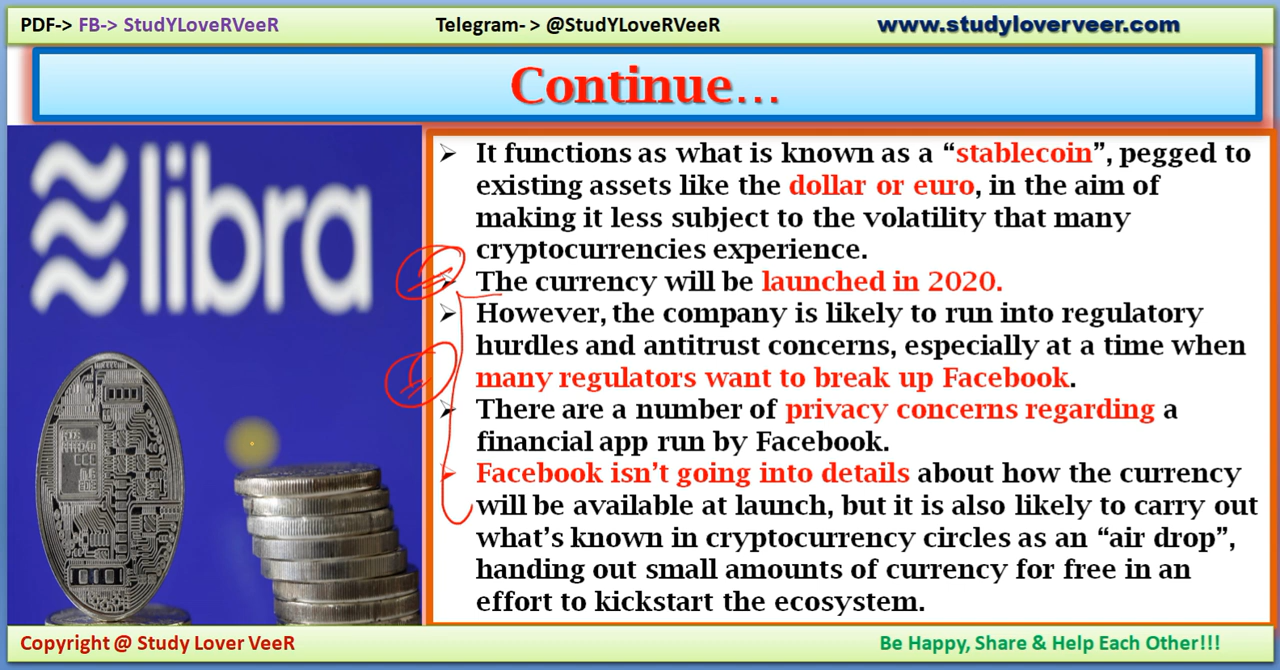 PDF-> FB-> StudYLoveRVeeR
Telegram- > @StudYLoveRVeeR
www.studyloverveer.com
Continue...
libra
➢ It functions as what is known as a “stablecoin”, pegged to
existing assets like the dollar or euro, in the aim of
making it less subject to the volatility that many
cryptocurrencies experience.
➢ The currency will be launched in 2020.
➢ However, the company is likely to run into regulatory
hurdles and antitrust concerns, especially at a time when
many regulators want to break up Facebook.
➢ There are a number of privacy concerns regarding a
financial app run by Facebook.
➢ Facebook isn’t going into details about how the currency
will be available at launch, but it is also likely to carry out
what’s known in cryptocurrency circles as an “air drop”,
handing out small amounts of currency for free in an
effort to kickstart the ecosystem.
Copyright @ Study Lover VeeR
Be Happy, Share & Help Each Other!!!